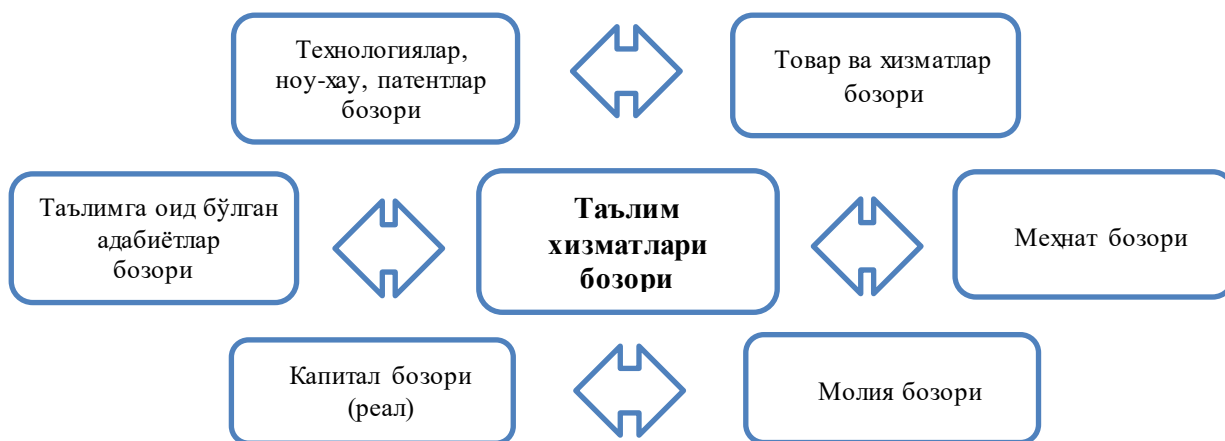 Технологиялар,
ноу-хау, патентлар
бозори
Товар ва хизматлар
бозори
Таълимга оид бўлган
адабиётлар
бозори
Таълим
хизматлари
бозори
Меҳнат бозори
Капитал бозори
(реал)
Молия бозори